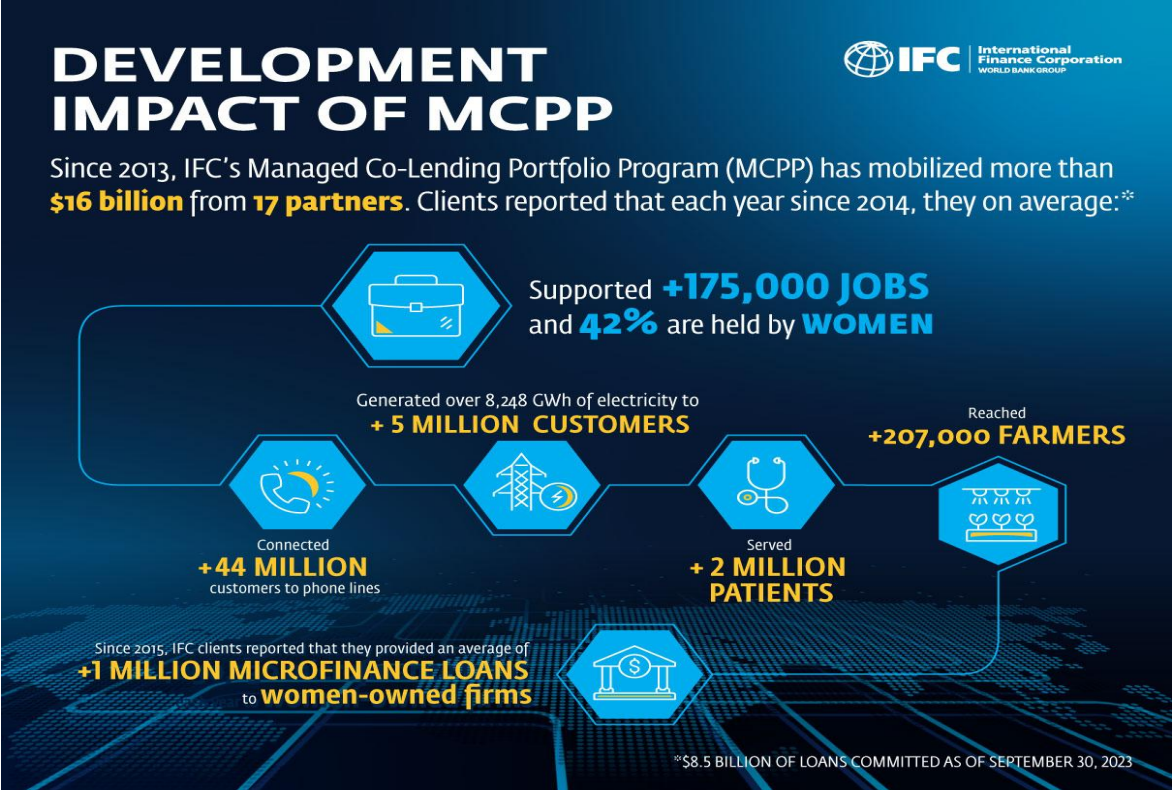 DEVELOPMENT
IMPACT OF MCPP
IFC
International
Finance Corporation
WORLD BANK GROUP
Since 2013, IFC's Managed Co-Lending Portfolio Program (MCPP) has mobilized more than
$16 billion from 17 partners. Clients reported that each year since 2014, they on average:*
Supported +175,000 JOBS
and 42% are held by WOMEN
Generated over 8,248 GWh of electricity to
+ 5 MILLION CUSTOMERS
Reached
+207,000 FARMERS
Connected
+44 MILLION
customers to phone lines
Served
+ 2 MILLION
PATIENTS
Since 2015, IFC clients reported that they provided an average of
+1 MILLION MICROFINANCE LOANS
to women-owned firms
$
*$8.5 BILLION OF LOANS COMMITTED AS OF SEPTEMBER 30, 2023